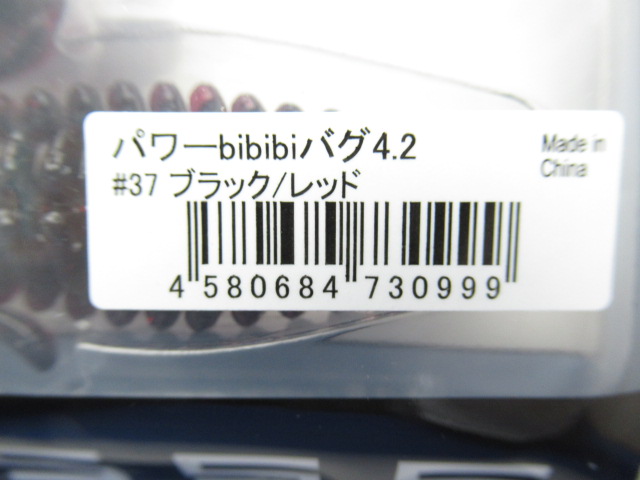 パワーbibibiバグ4.2
Made in
China
#37 ブラック/レッド
4 580684 730999